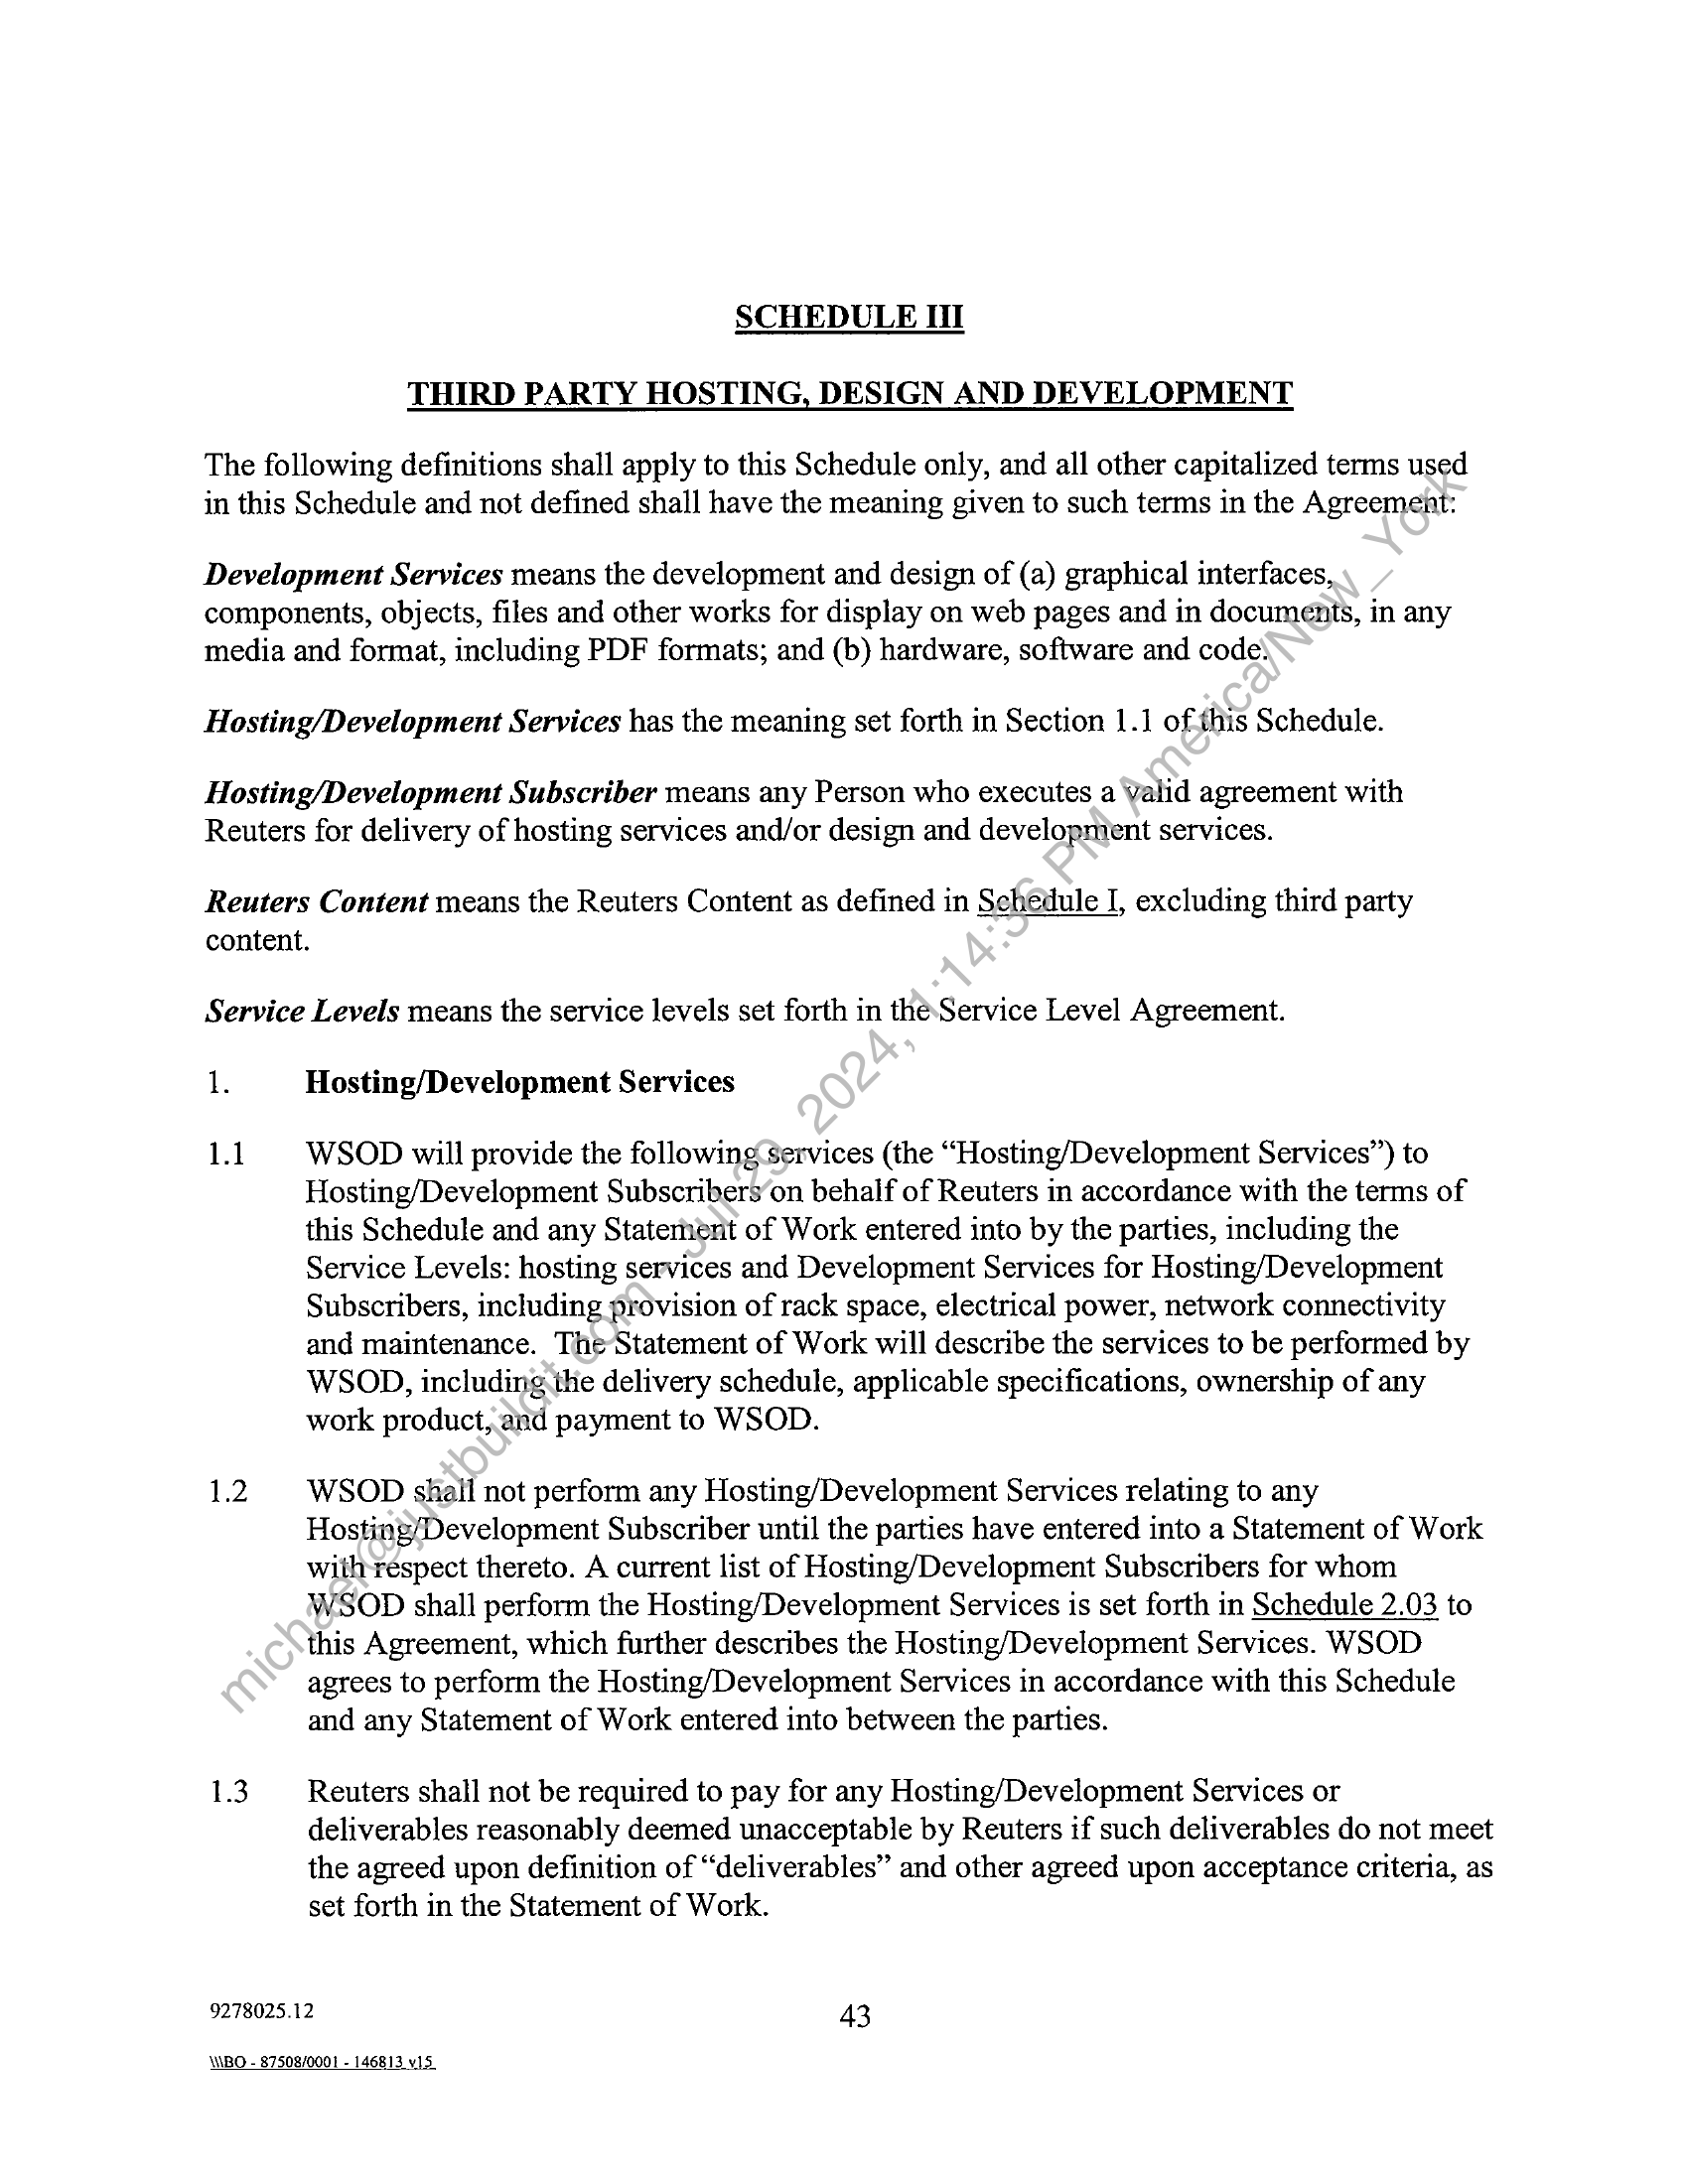 SCHEDULE III
THIRD PARTY HOSTING, DESIGN AND DEVELOPMENT
The following definitions shall apply to this Schedule only, and all other capitalized terms used
in this Schedule and not defined shall have the meaning given to such terms in the Agreement:
Development Services means the development and design of (a) graphical interfaces,
components, objects, files and other works for display on web pages and in documents, in any
media and format, including PDF formats; and (b) hardware, software and code.
Hosting/Development Services has the meaning set forth in Section 1.1 of this Schedule.
Hosting/Development Subscriber means any Person who executes a valid agreement with
Reuters for delivery of hosting services and/or design and development services.
Reuters Content means the Reuters Content as defined in Schedule I, excluding third party
content.
Service Levels means the service levels set forth in the Service Level Agreement.
1. Hosting/Development Services
1.1 WSOD will provide the following services (the “Hosting/Development Services”) to
Hosting/Development Subscribers on behalf of Reuters in accordance with the terms of
this Schedule and any Statement of Work entered into by the parties, including the
Service Levels: hosting services and Development Services for Hosting/Development
Subscribers, including provision of rack space, electrical power, network connectivity
and maintenance. The Statement of Work will describe the services to be performed by
WSOD, including the delivery schedule, applicable specifications, ownership of any
work product, and payment to WSOD.
1.2 WSOD shall not perform any Hosting/Development Services relating to any
Hosting/Development Subscriber until the parties have entered into a Statement of Work
with respect thereto. A current list of Hosting/Development Subscribers for whom
WSOD shall perform the Hosting/Development Services is set forth in Schedule 2.03 to
this Agreement, which further describes the Hosting/Development Services. WSOD
agrees to perform the Hosting/Development Services in accordance with this Schedule
and any Statement of Work entered into between the parties.
1.3 Reuters shall not be required to pay for any Hosting/Development Services or
deliverables reasonably deemed unacceptable by Reuters if such deliverables do not meet
the agreed upon definition of “deliverables” and other agreed upon acceptance criteria, as
set forth in the Statement of Work.
9278025.12 43
\\\BO - 87508/0001 - 146813 v15
michael@justbuildit.com - Jul 29, 2024, 1:14:36 PM America/New_York